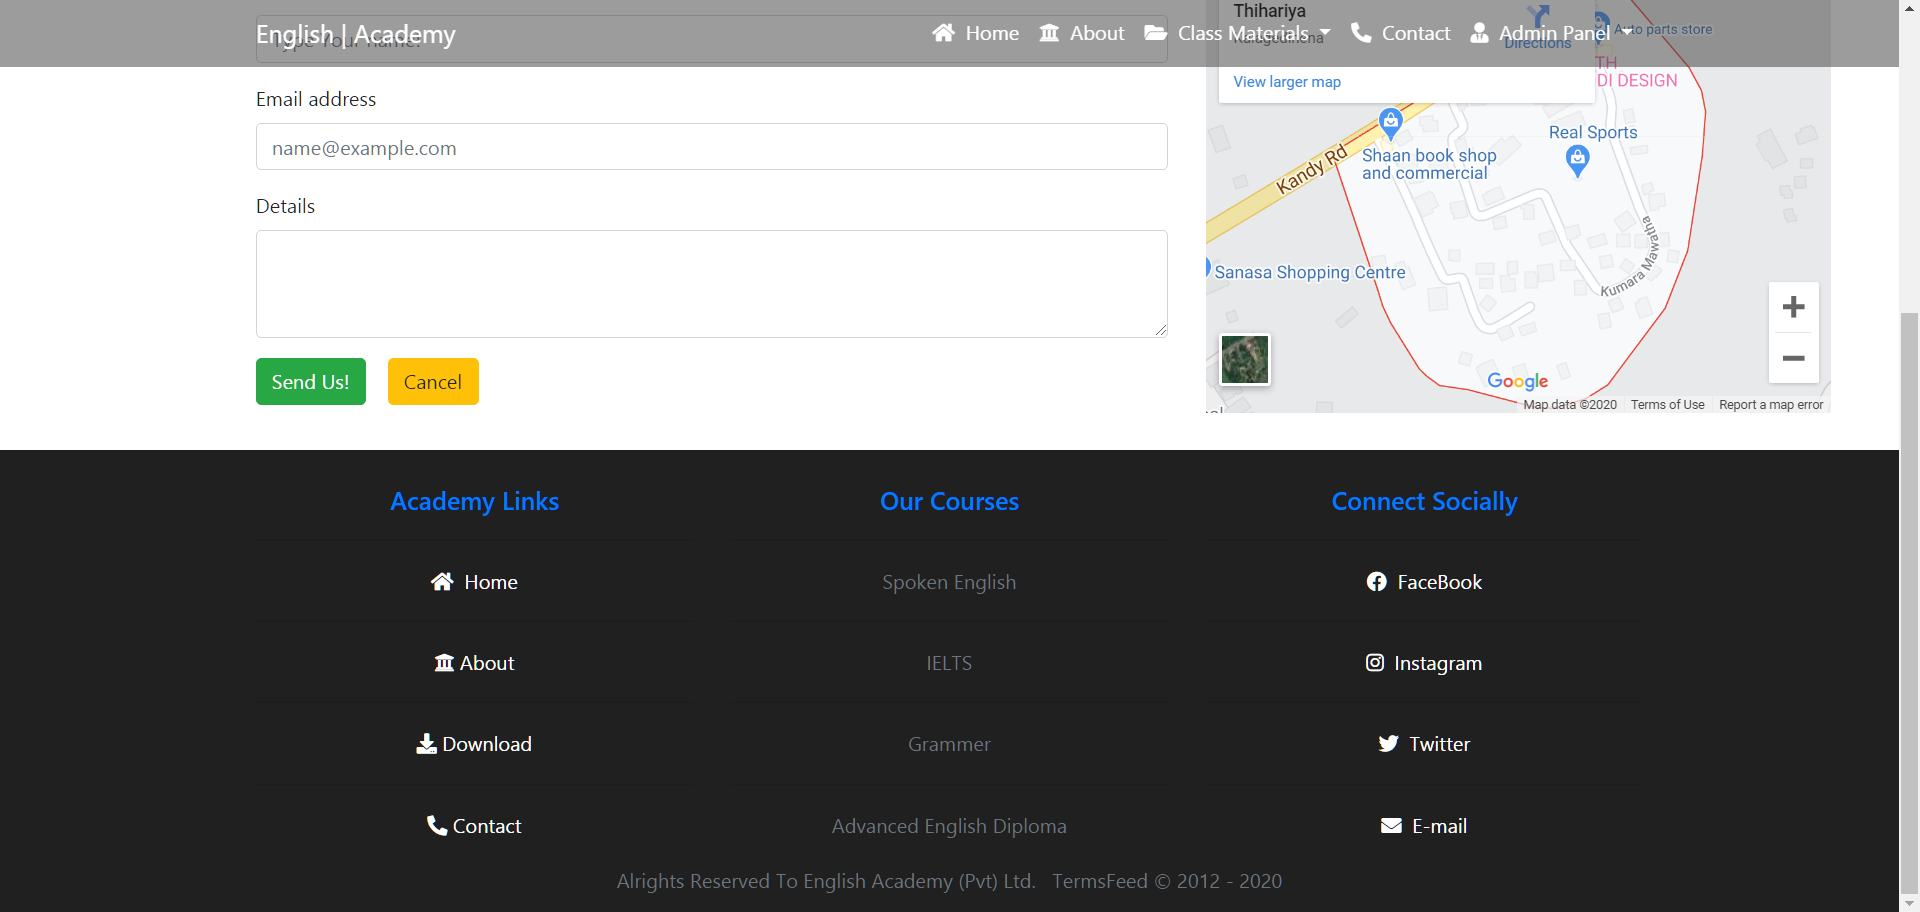 English | Academy
Home
About
Class Materials
Contact
Admin Panel
Type Your name.
Email address
name@example.com
Details
Send Us!
Cancel
Thihariya
Directions
View larger map
Auto parts store
TH
DI DESIGN
Real Sports
Shaan book shop
and commercial
Kandy Rd
Sanasa Shopping Centre
Kumara Mawatha
Google
Map data ©2020
Terms of Use
Report a map error
Academy Links
Home
About
Download
Contact
Our Courses
Spoken English
IELTS
Grammer
Advanced English Diploma
Connect Socially
FaceBook
Instagram
Twitter
E-mail
Alrights Reserved To English Academy (Pvt) Ltd. TermsFeed © 2012 - 2020